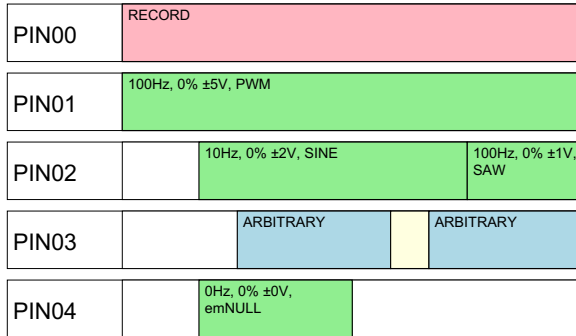 PIN00
RECORD
PIN01
100Hz, 0% ±5V, PWM
PIN02
10Hz, 0% ±2V, SINE
100Hz, 0% ±1V,
SAW
PIN03
ARBITRARY
ARBITRARY
PIN04
0Hz, 0% ±0V,
emNULL